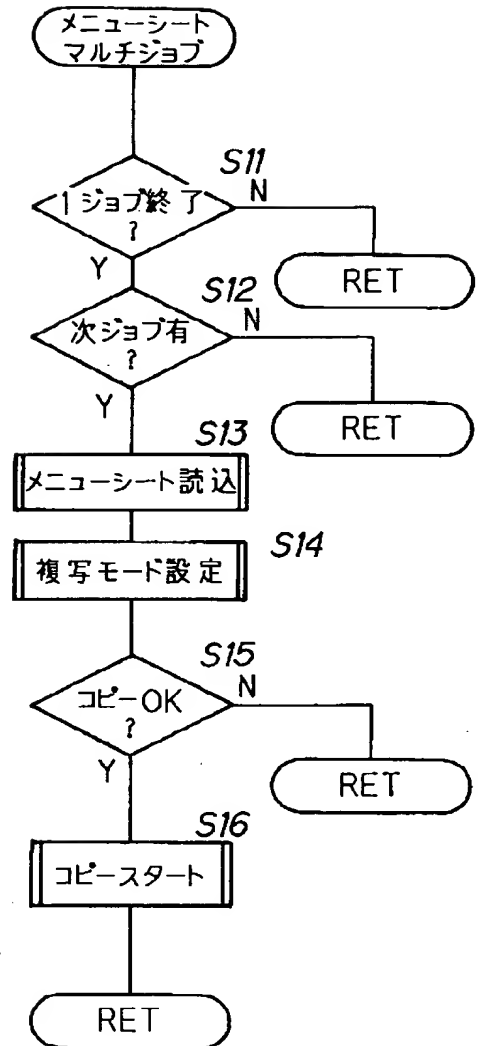 メニューシート
マルチジョブ
S11
1ジョブ終了
?
N
Y
RET
S12
次ジョブ有
?
N
Y
RET
S13
メニューシート読込
S14
複写モード設定
S15
コピーOK
?
N
Y
RET
S16
コピースタート
RET